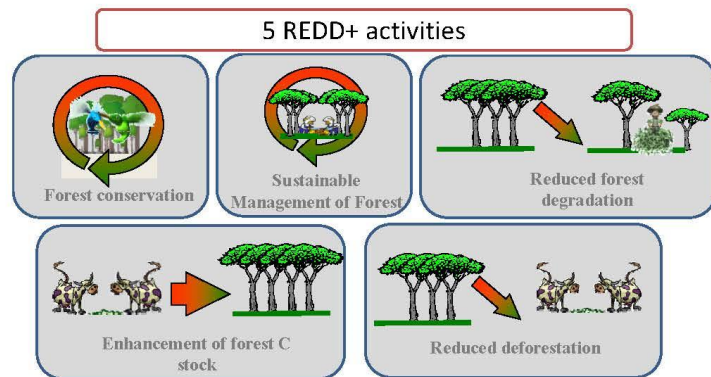 5 REDD+ activities
Forest conservation
Sustainable
Management of Forest
Reduced forest
degradation
Enhancement of forest C
stock
Reduced deforestation